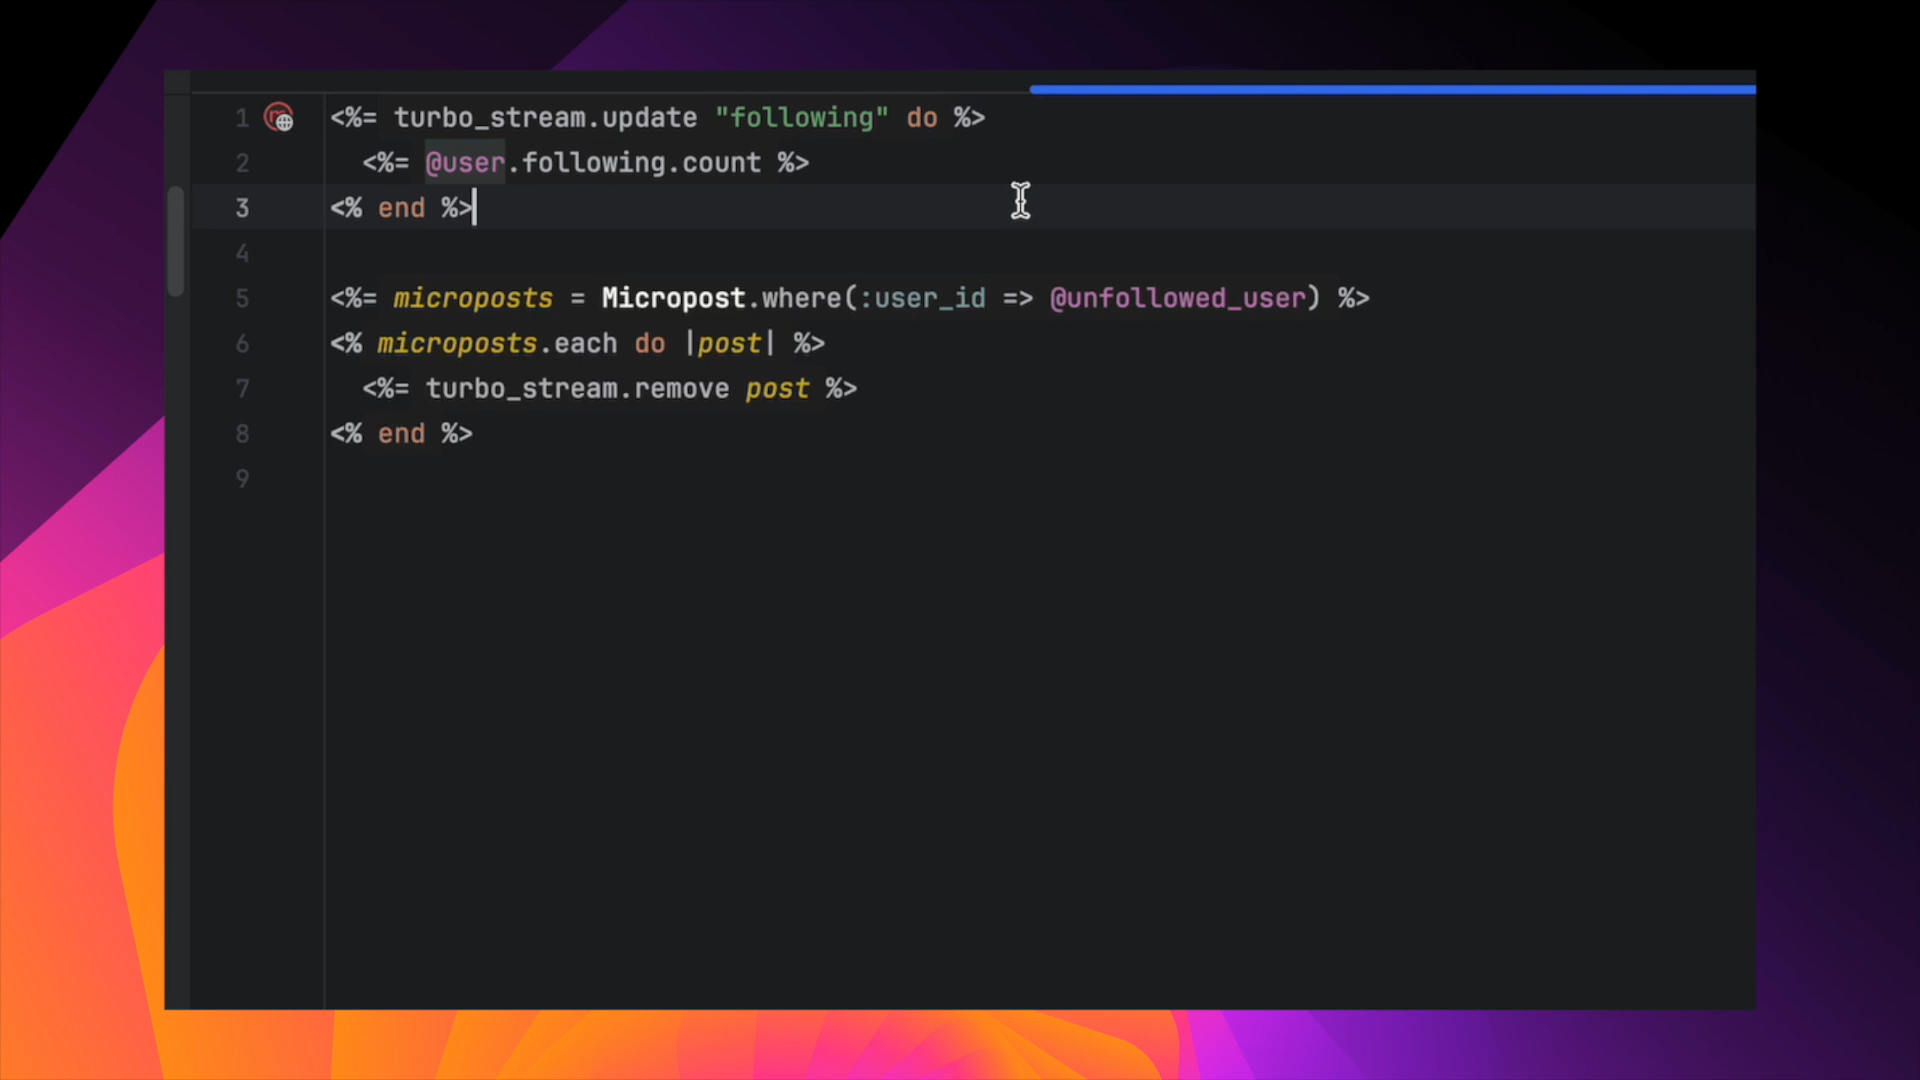 1 <%= turbo_stream.update "following" do %>
2   <%= @user.following.count %>
3 <% end %>
4
5 <%= microposts = Micropost.where(:user_id => @unfollowed_user) %>
6 <% microposts.each do |post| %>
7   <%= turbo_stream.remove post %>
8 <% end %>
9